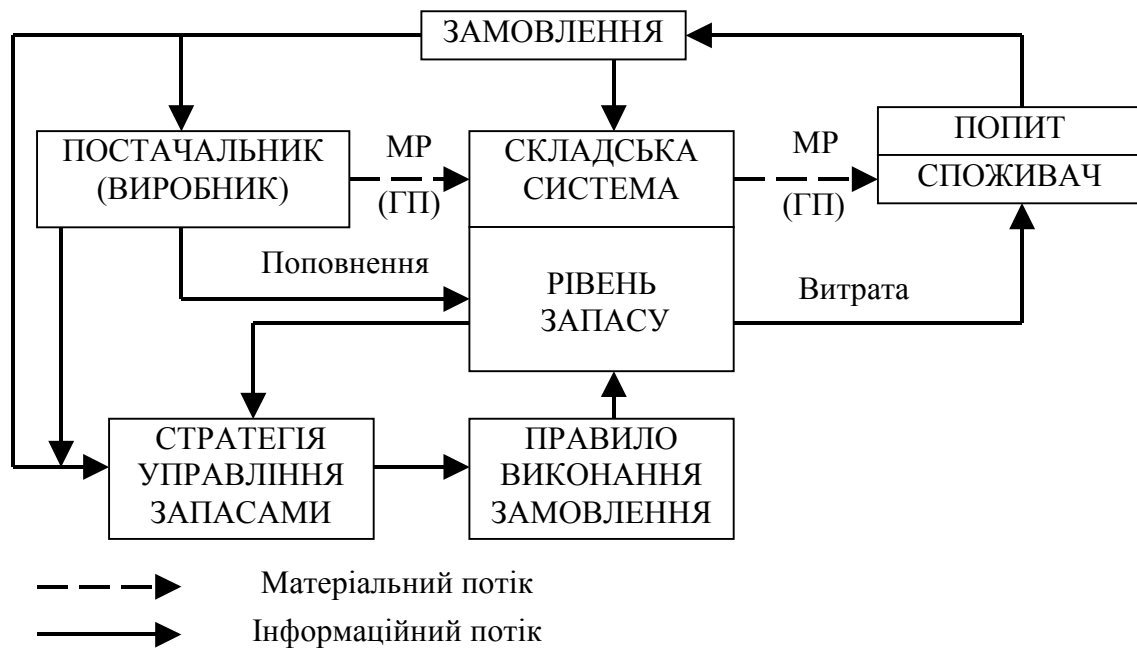 ЗАМОВЛЕННЯ
ПОСТАЧАЛЬНИК
(ВИРОБНИК)
МР
(ГП)
СКЛАДСЬКА
СИСТЕМА
МР
(ГП)
ПОПИТ
СПОЖИВАЧ
Поповнення
РІВЕНЬ
ЗАПАСУ
Витрата
СТРАТЕГІЯ
УПРАВЛІННЯ
ЗАПАСАМИ
ПРАВИЛО
ВИКОНАННЯ
ЗАМОВЛЕННЯ
Матеріальний потік
Інформаційний потік